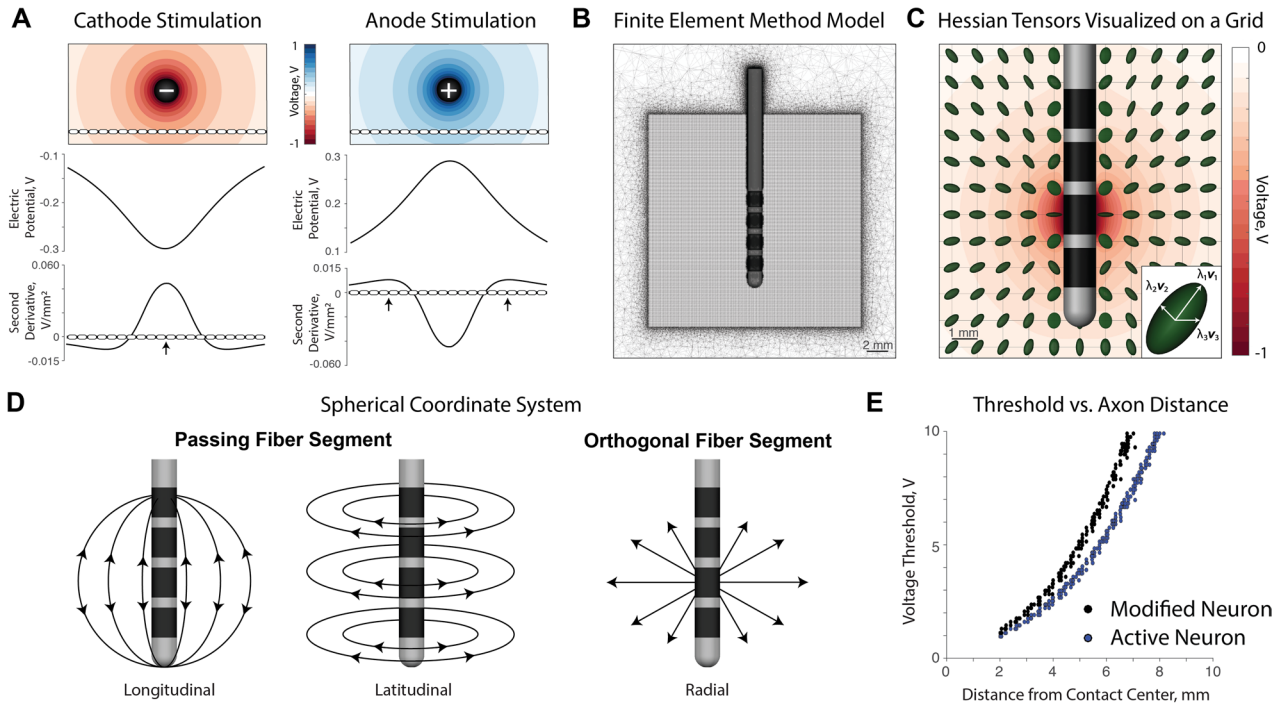 A
Cathode Stimulation
Anode Stimulation
−
+
1
Voltage, V
-1
-0.1
-0.2
-0.3
Electric
Potential, V
0.3
0.2
0.1
Electric
Potential, V
0.060
0
-0.015
Second
Derivative,
V/mm²
0.015
0
-0.060
Second
Derivative,
V/mm²
B
Finite Element Method Model
2 mm
C
Hessian Tensors Visualized on a Grid
0
Voltage, V
-1
1 mm
λ₁v₁
λ₂v₂
λ₃v₃
D
Spherical Coordinate System
Passing Fiber Segment
Orthogonal Fiber Segment
Longitudinal
Latitudinal
Radial
E
Threshold vs. Axon Distance
10
5
0
Voltage Threshold, V
Modified Neuron
Active Neuron
0 2 4 6 8 10
Distance from Contact Center, mm